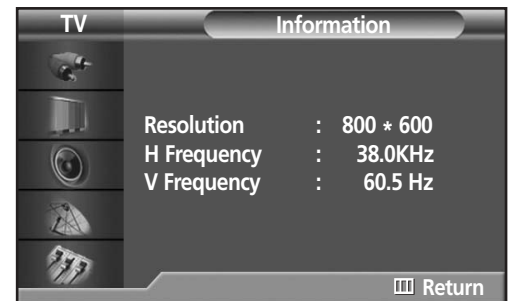 TV Information
Resolution : 800 * 600
H Frequency : 38.0KHz
V Frequency : 60.5 Hz
Return